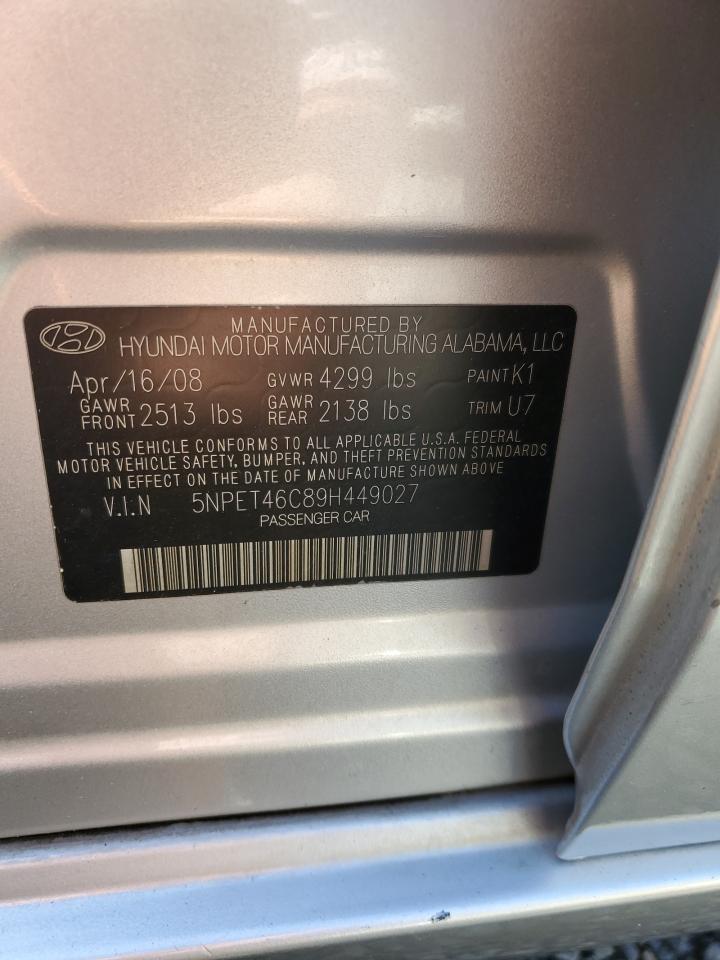 MANUFACTURED BY
HYUNDAI MOTOR MANUFACTURING ALABAMA, LLC
Apr/16/08 GVWR 4299 lbs PAINT K1
GAWR FRONT 2513 lbs GAWR REAR 2138 lbs TRIM U7
THIS VEHICLE CONFORMS TO ALL APPLICABLE U.S.A. FEDERAL
MOTOR VEHICLE SAFETY, BUMPER, AND THEFT PREVENTION STANDARDS
IN EFFECT ON THE DATE OF MANUFACTURE SHOWN ABOVE
V.I.N 5NPET46C89H449027
PASSENGER CAR